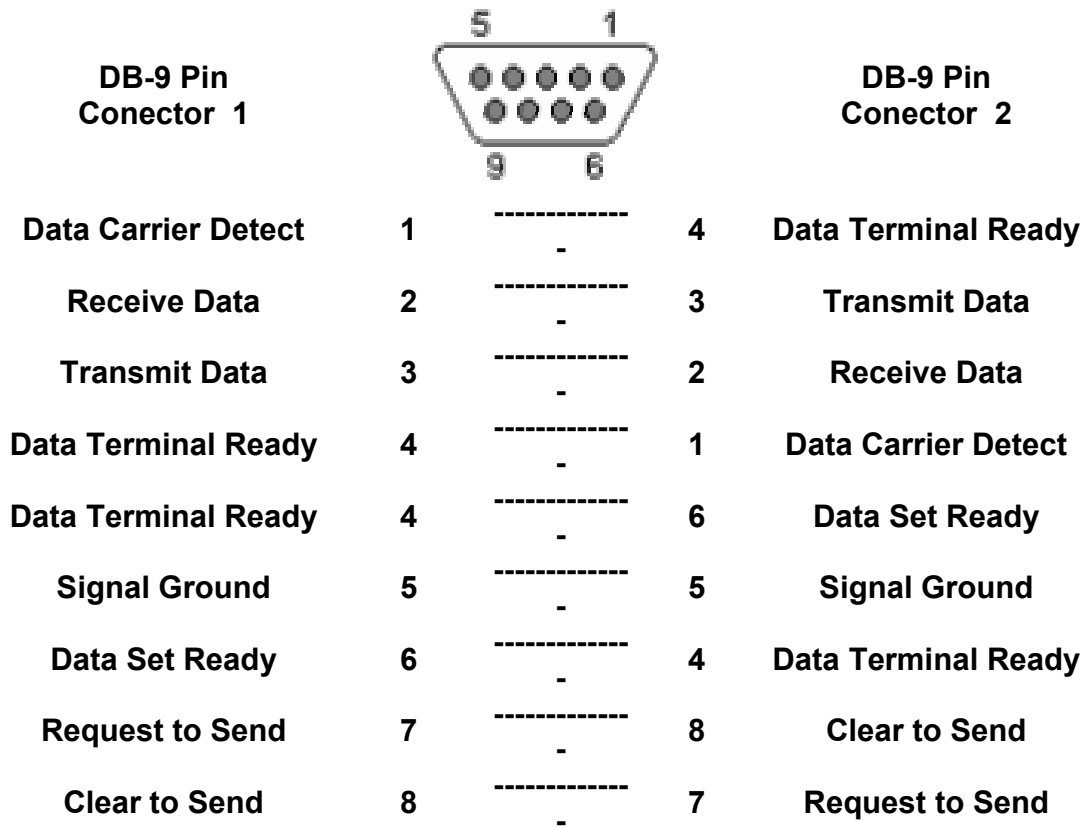 5 1
DB-9 Pin
Conector 1
DB-9 Pin
Conector 2
9 6
Data Carrier Detect 1 -------------- 4 Data Terminal Ready
Receive Data 2 -------------- 3 Transmit Data
Transmit Data 3 -------------- 2 Receive Data
Data Terminal Ready 4 -------------- 1 Data Carrier Detect
Data Terminal Ready 4 -------------- 6 Data Set Ready
Signal Ground 5 -------------- 5 Signal Ground
Data Set Ready 6 -------------- 4 Data Terminal Ready
Request to Send 7 -------------- 8 Clear to Send
Clear to Send 8 -------------- 7 Request to Send